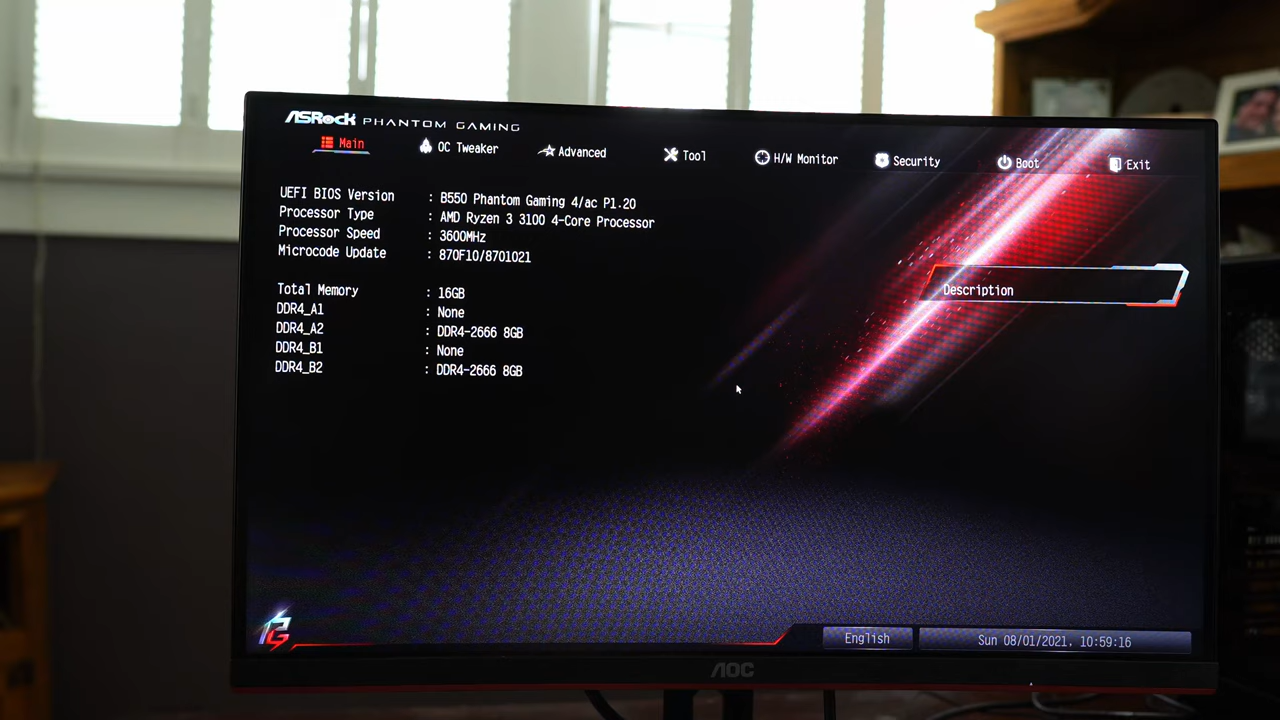 ASRock PHANTOM GAMING
Main OC Tweaker Advanced Tool H/W Monitor Security Boot Exit
UEFI BIOS Version : B550 Phantom Gaming 4/ac P1.20
Processor Type : AMD Ryzen 3 3100 4-Core Processor
Processor Speed : 3600MHz
Microcode Update : 870F10/8701021
Total Memory : 16GB
DDR4_A1 : None
DDR4_A2 : DDR4-2666 8GB
DDR4_B1 : None
DDR4_B2 : DDR4-2666 8GB
Description
English
Sun 08/01/2021, 10:59:16
AOC